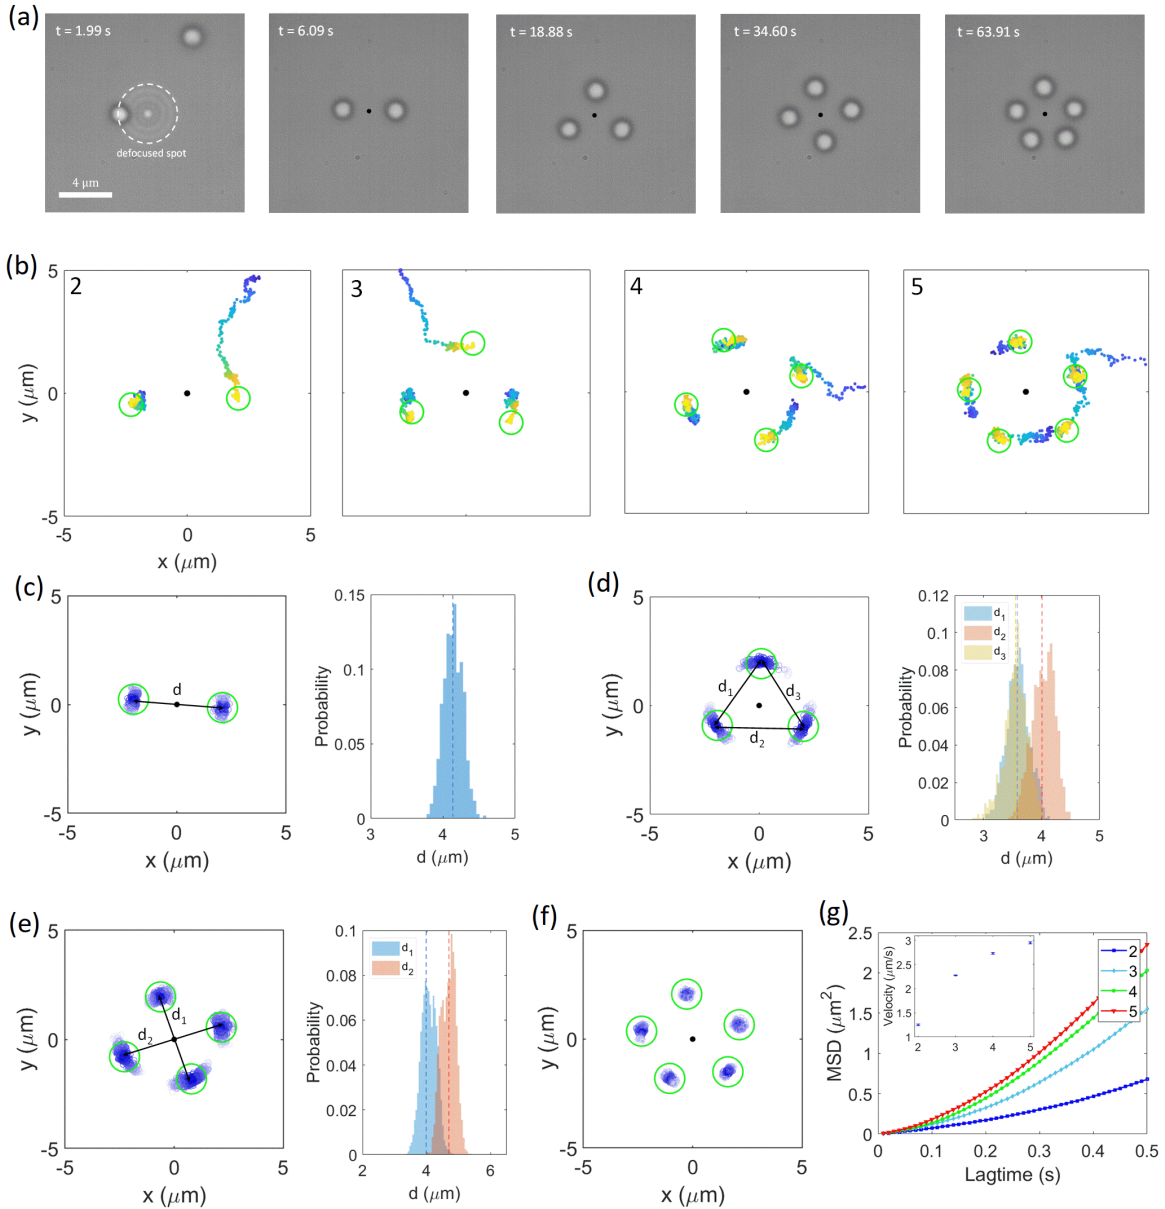 (a)
t = 1.99 s
t = 6.09 s
t = 18.88 s
t = 34.60 s
t = 63.91 s
defocused spot
4 μm
(b)
2
3
4
5
5
0
-5
y (μm)
-5 0 5
x (μm)
(c)
5
0
-5
y (μm)
d
-5 0 5
x (μm)
0.15
0.1
0.05
0
Probability
3 4 5
d (μm)
(d)
5
0
-5
y (μm)
d1
d3
d2
-5 0 5
x (μm)
0.12
0.1
0.08
0.06
0.04
0.02
0
Probability
d1
d2
d3
3 4 5
d (μm)
(e)
5
0
-5
y (μm)
d1
d2
-5 0 5
x (μm)
0.1
0.08
0.06
0.04
0.02
0
Probability
d1
d2
2 4 6
d (μm)
(f)
5
0
-5
y (μm)
-5 0 5
x (μm)
(g)
2.5
2
1.5
1
0.5
0
MSD (μm2)
3
2.5
2
1.5
1
Velocity (μm/s)
2 3 4 5
2
3
4
5
0 0.1 0.2 0.3 0.4 0.5
Lagtime (s)